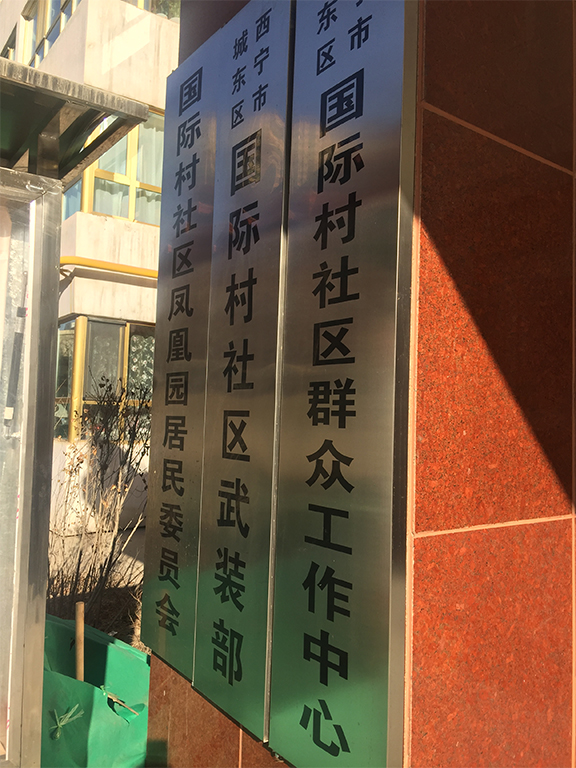 市
东区
国际村社区群众工作中心
西宁市
城东区
国际村社区武装部
国际村社区凤凰园居民委员会